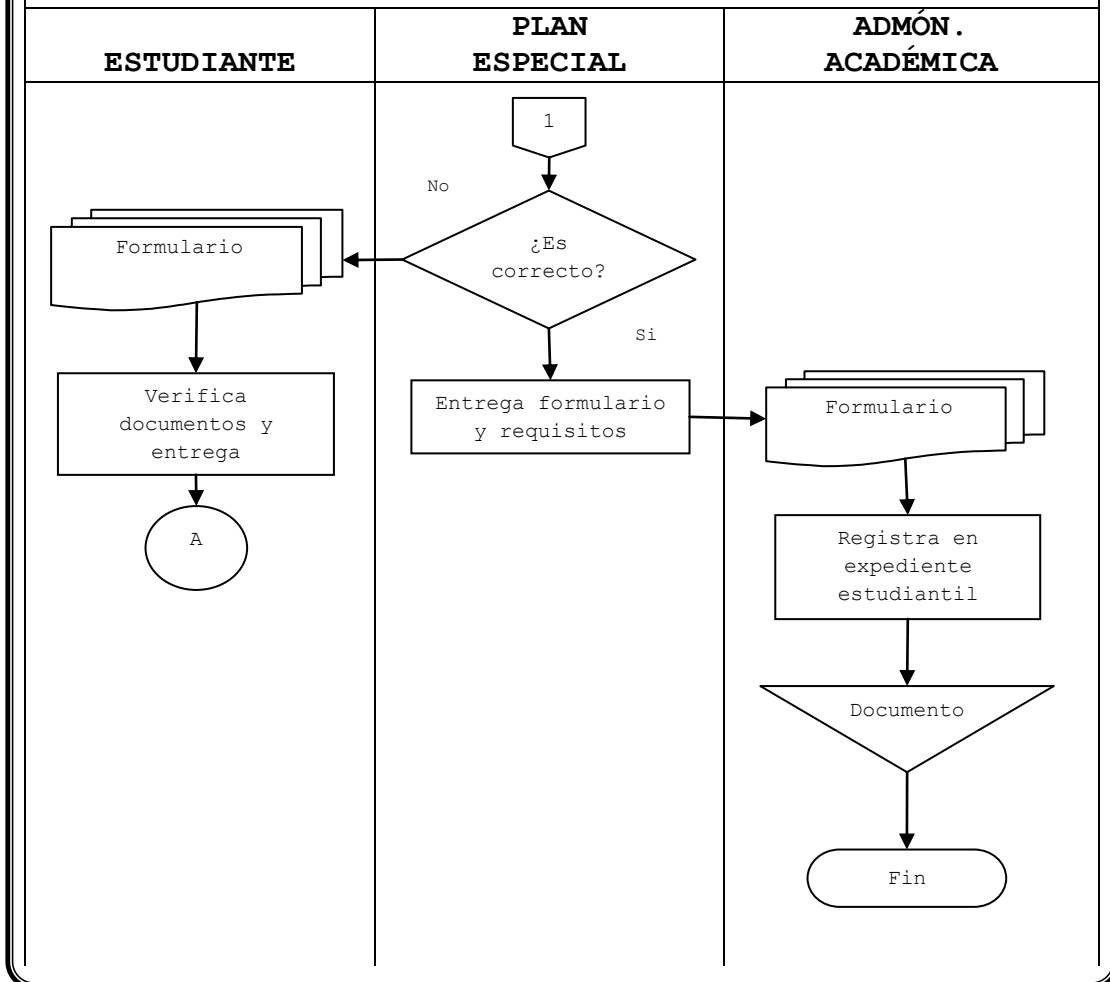 ESTUDIANTE
PLAN
ESPECIAL
ADMÓN.
ACADÉMICA
1
No
¿Es
correcto?
Formulario
Si
Verifica
documentos y
entrega
Entrega formulario
y requisitos
Formulario
A
Registra en
expediente
estudiantil
Documento
Fin